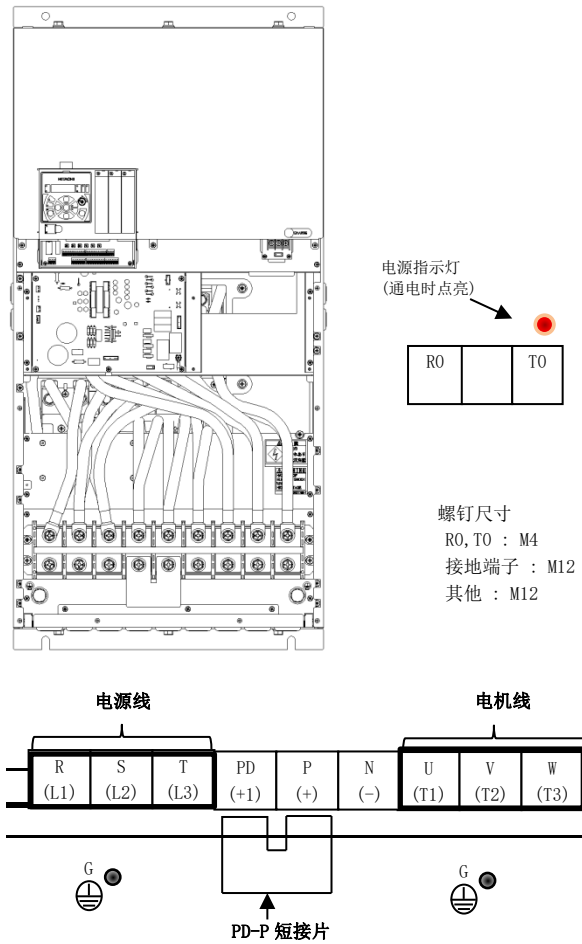 HITACHI
电源指示灯
(通电时点亮)
R0 T0
螺钉尺寸
R0,T0 : M4
接地端子 : M12
其他 : M12
电源线 电机线
R S T PD P N U V W
(L1) (L2) (L3) (+1) (+) (-) (T1) (T2) (T3)
G G
PD-P 短接片